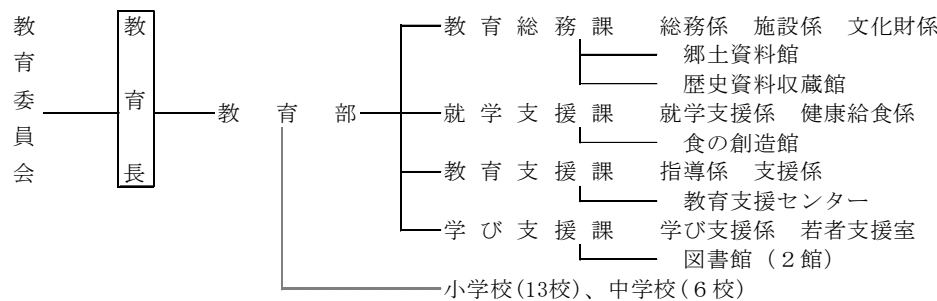 教育委員会
教育長
教育部
教育総務課 総務係 施設係 文化財係
郷土資料館
歴史資料収蔵館
就学支援課 就学支援係 健康給食係
食の創造館
教育支援課 指導係 支援係
教育支援センター
学び支援課 学び支援係 若者支援室
図書館（２館）
小学校(13校)、中学校(６校)